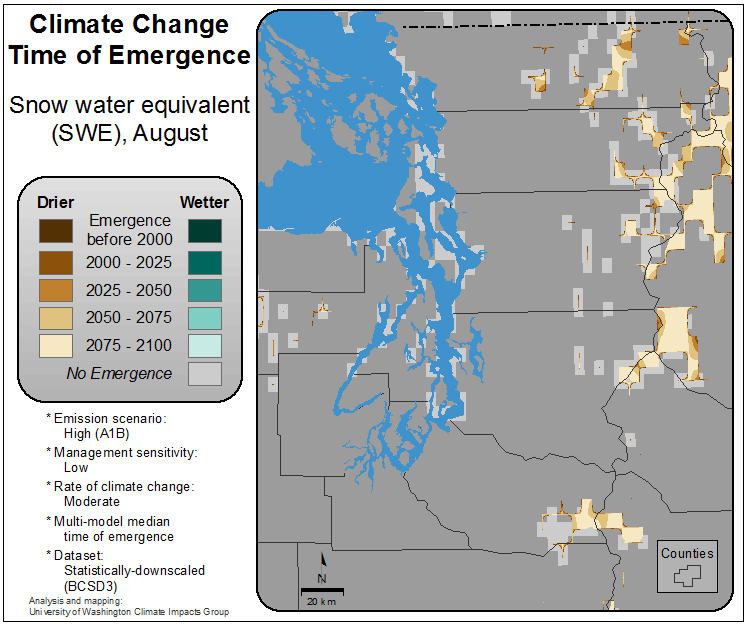 Climate Change
Time of Emergence
Snow water equivalent
(SWE), August
Drier
Wetter
Emergence
before 2000
2000 - 2025
2025 - 2050
2050 - 2075
2075 - 2100
No Emergence
* Emission scenario:
High (A1B)
* Management sensitivity:
Low
* Rate of climate change:
Moderate
* Multi-model median
time of emergence
* Dataset:
Statistically-downscaled
(BCSD3)
Analysis and mapping:
University of Washington Climate Impacts Group
N
20 km
Counties